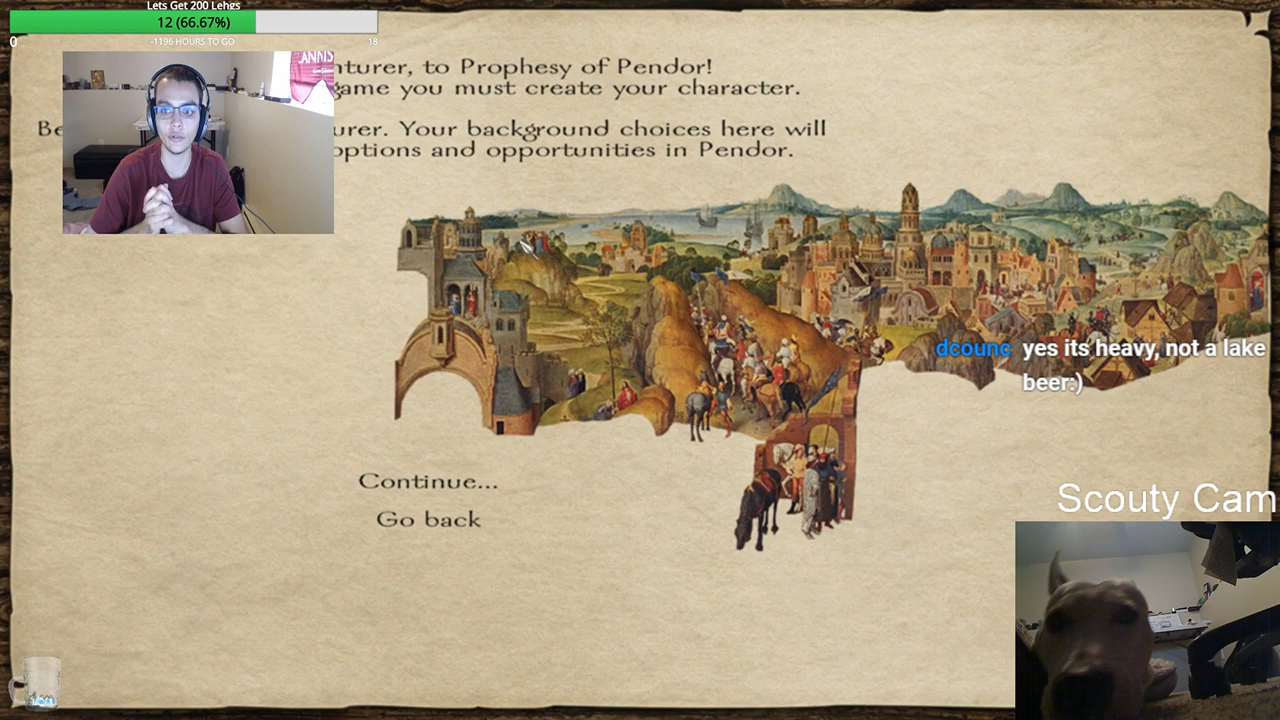 Lets Get 200 Lehgs
12 (66.67%)
0
-1196 HOURS TO GO
18
nturer, to Prophesy of Pendor!
game you must create your character.
Be
urer. Your background choices here will
options and opportunities in Pendor.
dcounc yes its heavy, not a lake
beer:)
Continue...
Go back
Scouty Cam